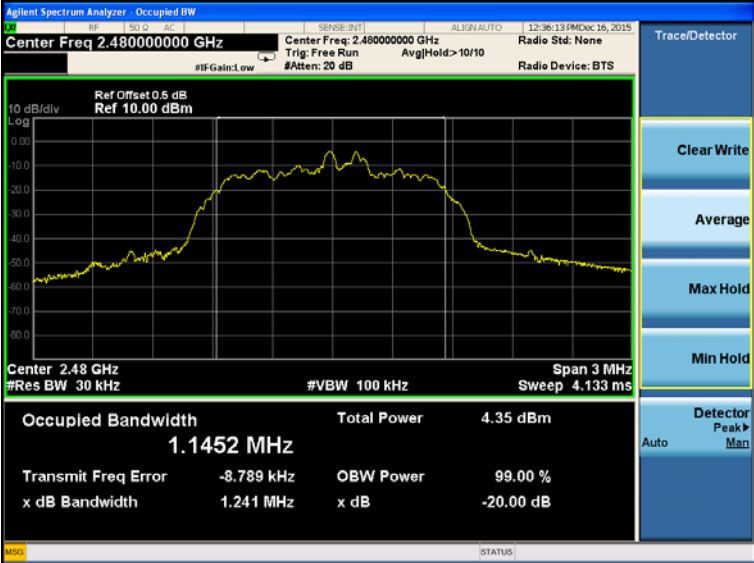 Agilent Spectrum Analyzer - Occupied BW
RF 50 Ω AC SENSE:INT ALIGN AUTO 12:36:13 PM Dec 16, 2015
Center Freq 2.480000000 GHz
Center Freq: 2.480000000 GHz
Radio Std: None
Trig: Free Run Avg|Hold:>10/10
#IFGain:Low #Atten: 20 dB Radio Device: BTS
Trace/Detector
Ref Offset 0.5 dB
10 dB/div Ref 10.00 dBm
Log
0.00
-10.0
-20.0
-30.0
-40.0
-50.0
-60.0
-70.0
-80.0
Center 2.48 GHz Span 3 MHz
#Res BW 30 kHz #VBW 100 kHz Sweep 4.133 ms
Occupied Bandwidth Total Power 4.35 dBm
1.1452 MHz
Transmit Freq Error -8.789 kHz OBW Power 99.00 %
x dB Bandwidth 1.241 MHz x dB -20.00 dB
Clear Write
Average
Max Hold
Min Hold
Detector
Peak▶
Auto Man
MSG STATUS